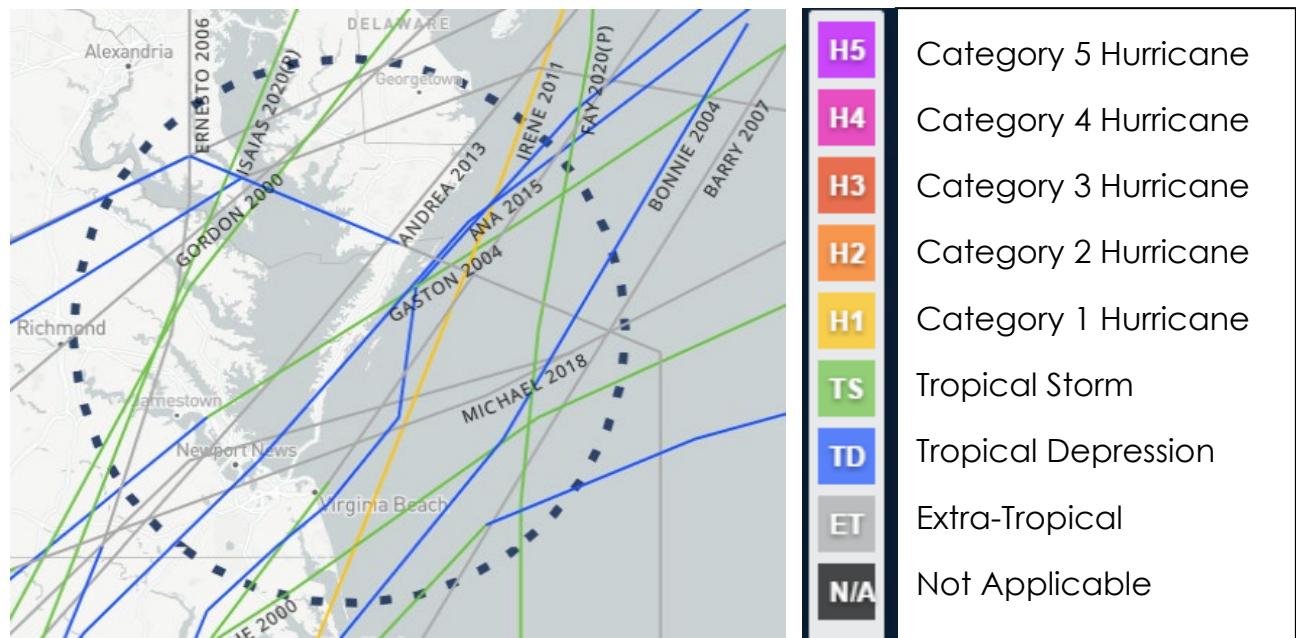 DELAWARE
Alexandria
Georgetown
ERNESTO 2006
ISAIAS 2020(P)
IRENE 2011
FAY 2020(P)
BONNIE 2004
BARRY 2007
ANDREA 2013
GORDON 2000
ANA 2015
GASTON 2004
Richmond
MICHAEL 2018
Jamestown
Newport News
Virginia Beach
2000
H5 Category 5 Hurricane
H4 Category 4 Hurricane
H3 Category 3 Hurricane
H2 Category 2 Hurricane
H1 Category 1 Hurricane
TS Tropical Storm
TD Tropical Depression
ET Extra-Tropical
N/A Not Applicable